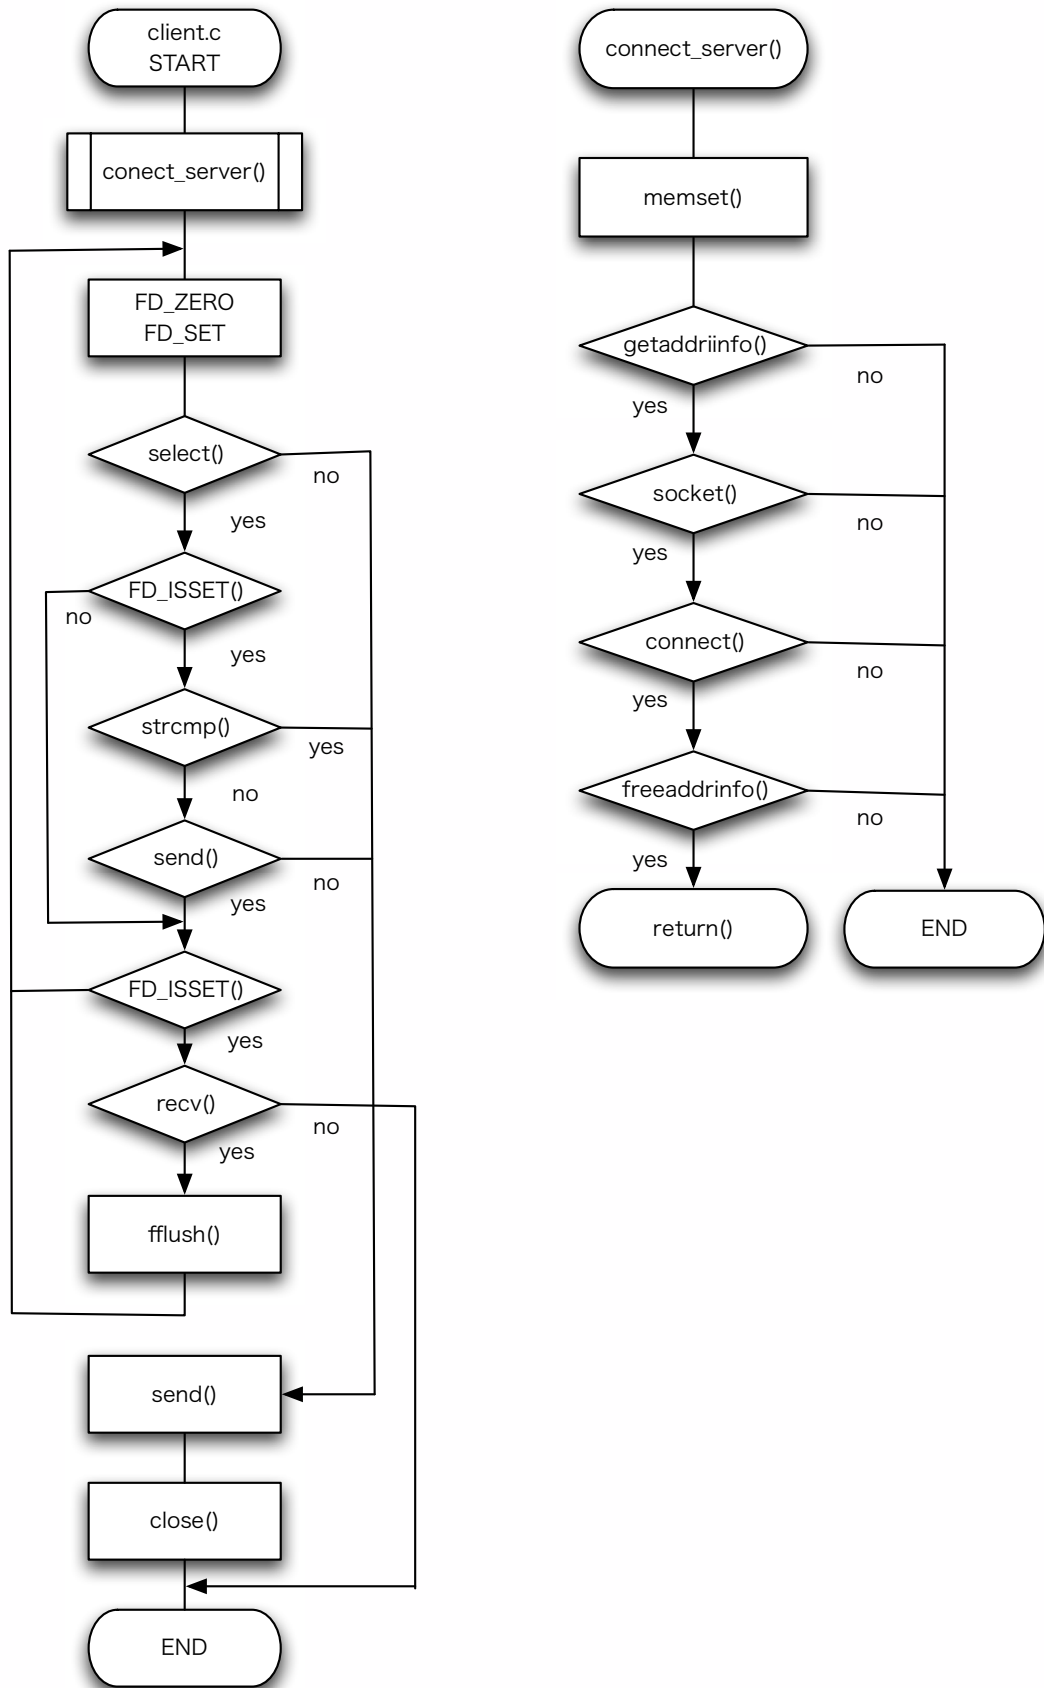 client.c
START
conect_server()
FD_ZERO
FD_SET
select()
no
yes
FD_ISSET()
no
yes
strcmp()
yes
no
send()
no
yes
FD_ISSET()
yes
recv()
no
yes
fflush()
send()
close()
END
connect_server()
memset()
getaddriinfo()
no
yes
socket()
no
yes
connect()
no
yes
freeaddrinfo()
no
yes
return()
END